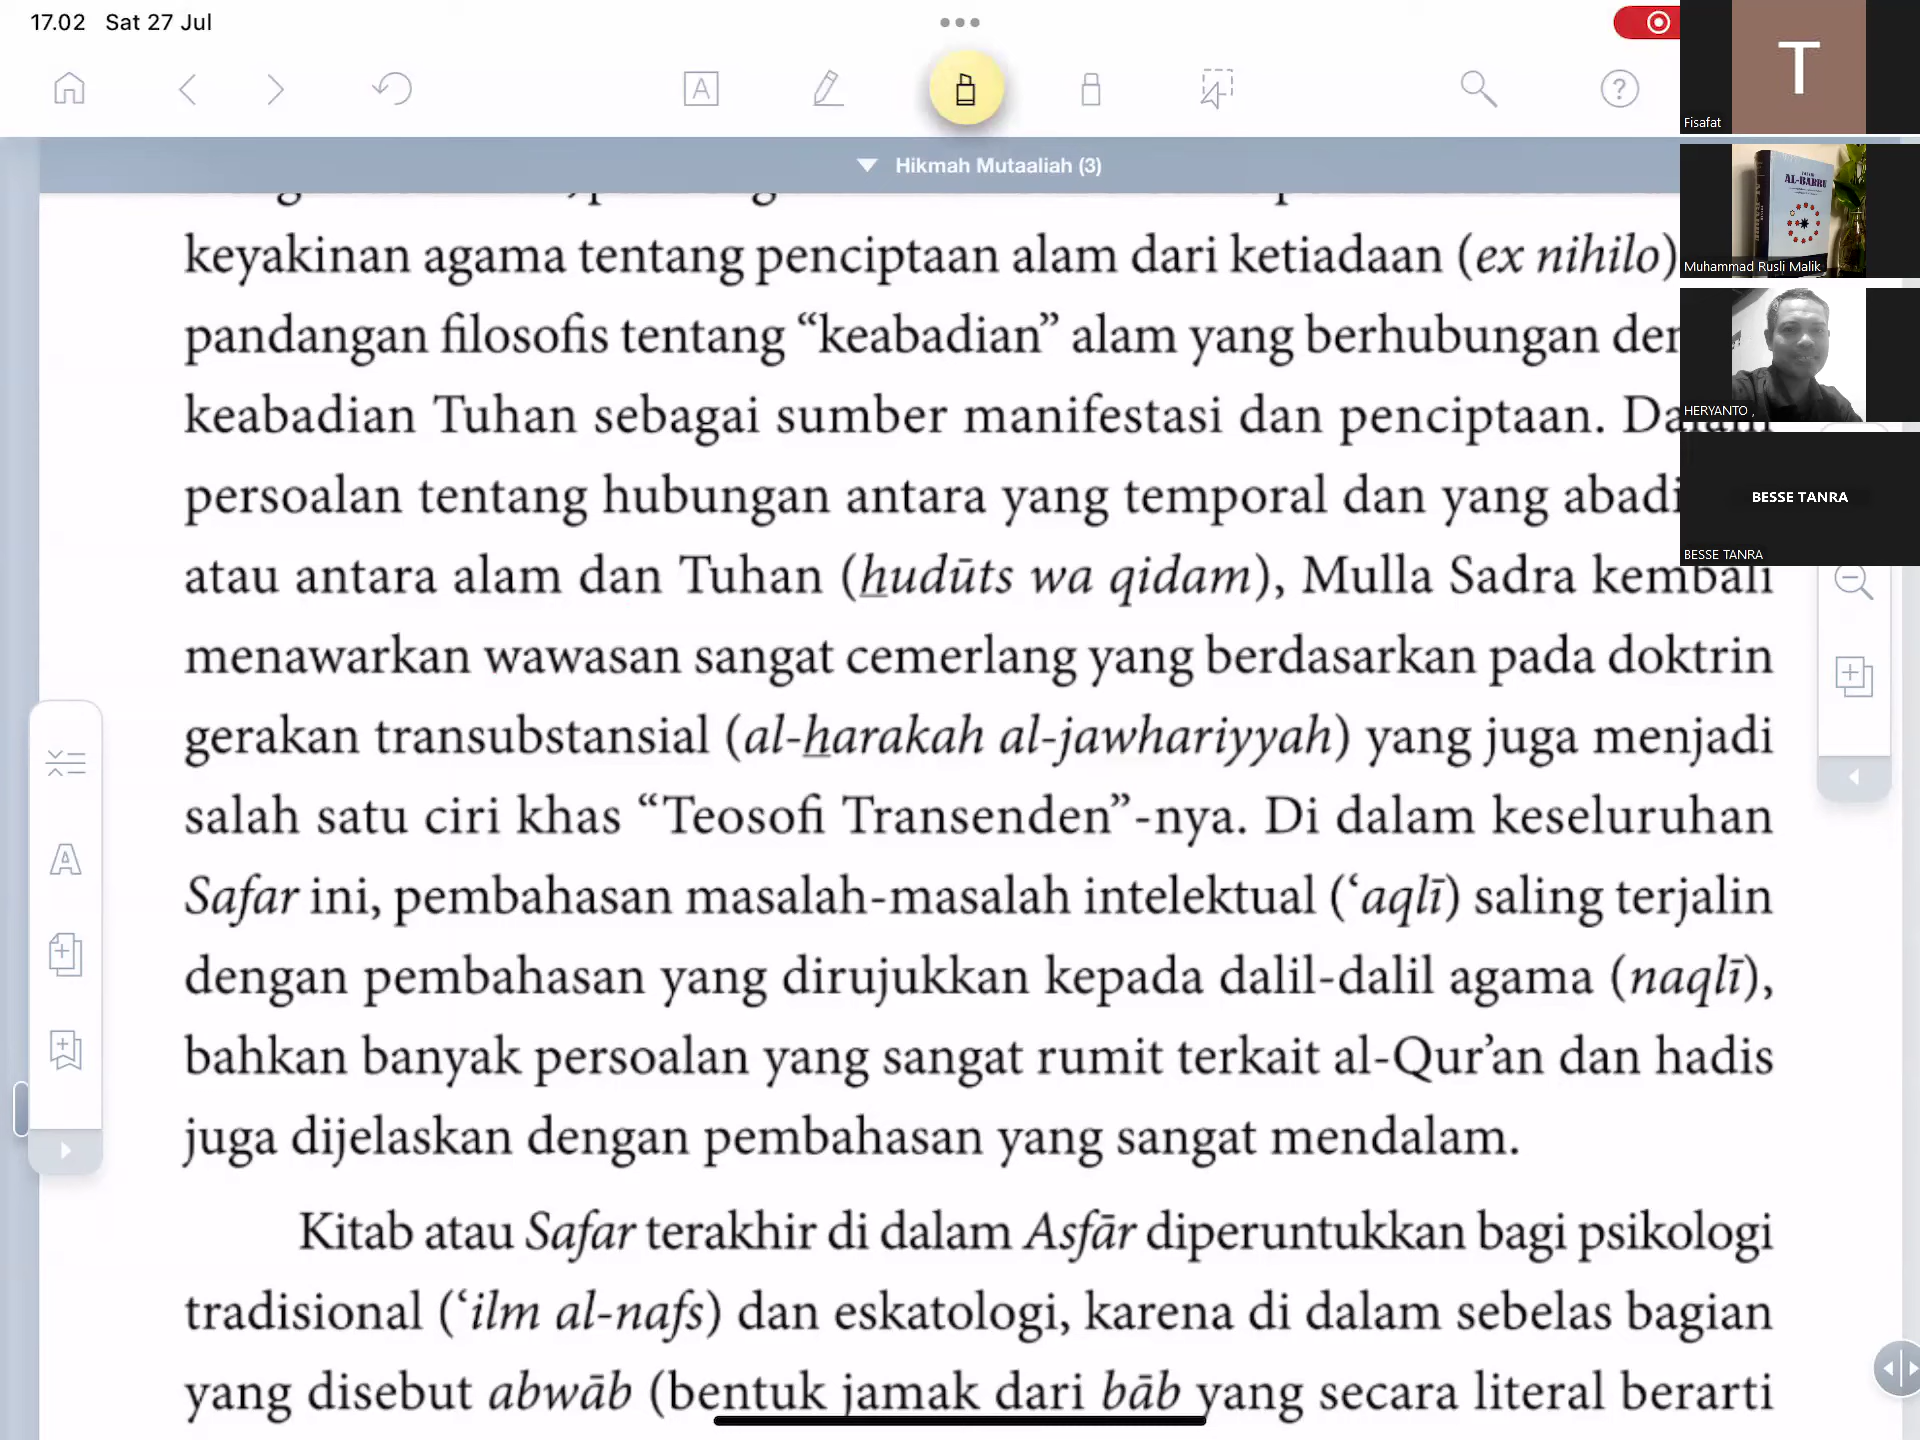 17.02 Sat 27 Jul
A
?
Hikmah Mutaaliah (3)
keyakinan agama tentang penciptaan alam dari ketiadaan (ex nihilo)
pandangan filosofis tentang “keabadian” alam yang berhubungan
keabadian Tuhan sebagai sumber manifestasi dan penciptaan. Dalam
persoalan tentang hubungan antara yang temporal dan yang abadi
atau antara alam dan Tuhan (ḫudūts wa qidam), Mulla Sadra kembali
menawarkan wawasan sangat cemerlang yang berdasarkan pada doktrin
gerakan transubstansial (al-ẖarakah al-jawhariyyah) yang juga menjadi
salah satu ciri khas “Teosofi Transenden”-nya. Di dalam keseluruhan
Safar ini, pembahasan masalah-masalah intelektual (‘aqlī) saling terjalin
dengan pembahasan yang dirujukkan kepada dalil-dalil agama (naqlī),
bahkan banyak persoalan yang sangat rumit terkait al-Qur’an dan hadis
juga dijelaskan dengan pembahasan yang sangat mendalam.
Kitab atau Safar terakhir di dalam Asfār diperuntukkan bagi psikologi
tradisional (‘ilm al-nafs) dan eskatologi, karena di dalam sebelas bagian
yang disebut abwāb (bentuk jamak dari bāb yang secara literal berarti
A
T
Fisafat
AL-BARRU
Muhammad Rusli Malik
HERYANTO ,
BESSE TANRA
BESSE TANRA